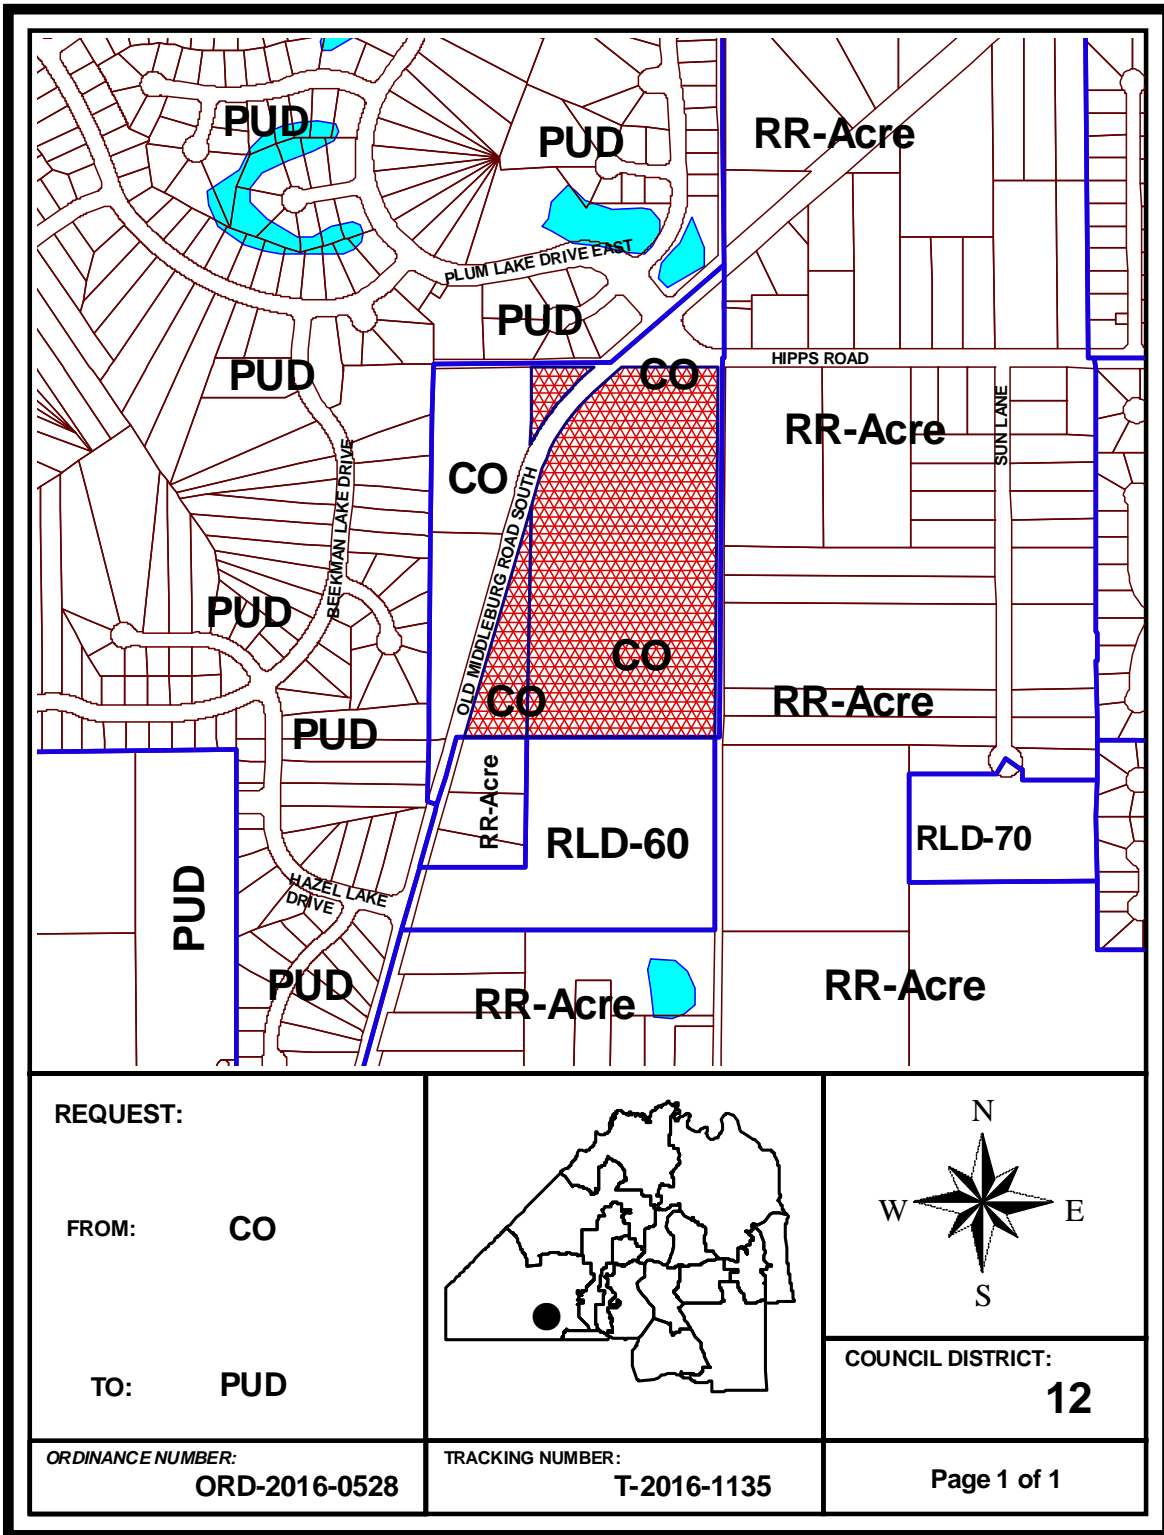 PUD
PUD
RR-Acre
PLUM LAKE DRIVE EAST
PUD
HIPPS ROAD
PUD
CO
RR-Acre
SUN LANE
CO
BEEKMAN LAKE DRIVE
OLD MIDDLEBURG ROAD SOUTH
PUD
CO
CO
RR-Acre
PUD
RR-Acre
RLD-60
RLD-70
PUD
HAZEL LAKE
DRIVE
PUD
RR-Acre
RR-Acre
REQUEST:
FROM: CO
TO: PUD
N
W E
S
COUNCIL DISTRICT:
12
ORDINANCE NUMBER:
ORD-2016-0528
TRACKING NUMBER:
T-2016-1135
Page 1 of 1